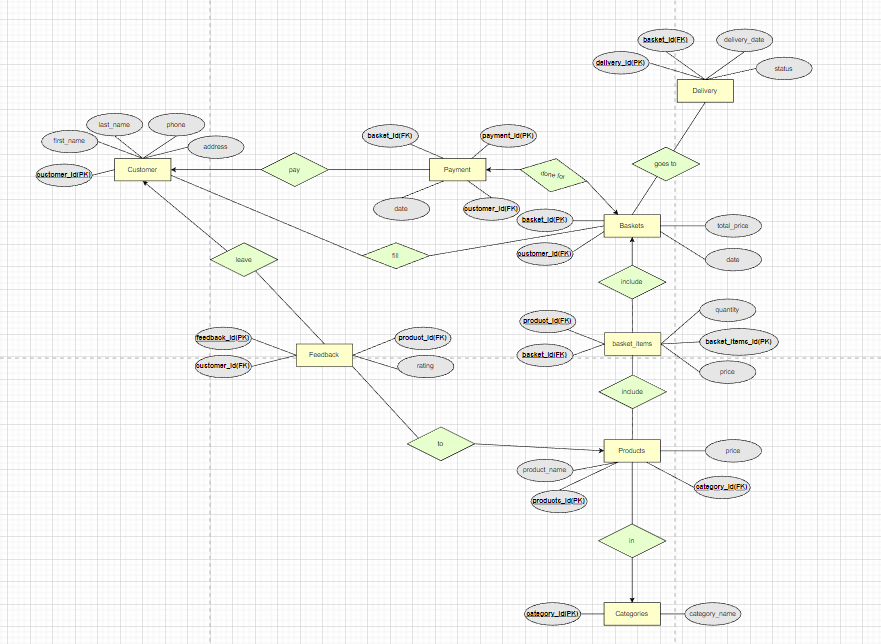 basket_id(FK)
delivery_date
delivery_id(PK)
status
Delivery
last_name
phone
first_name
address
customer_id(PK)
Customer
pay
basket_id(FK)
payment_id(PK)
Payment
date
customer_id(FK)
done for
goes to
basket_id(PK)
customer_id(FK)
Baskets
total_price
date
fill
leave
include
feedback_id(PK)
customer_id(FK)
Feedback
product_id(FK)
rating
product_id(FK)
basket_id(FK)
basket_items
quantity
basket_items_id(PK)
price
include
to
Products
price
product_name
products_id(PK)
category_id(FK)
in
category_id(PK)
Categories
category_name